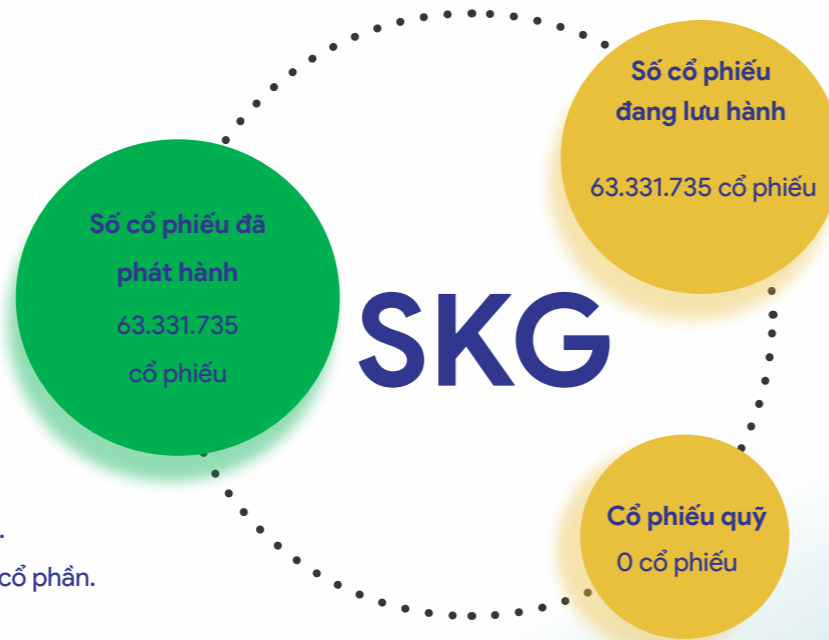 Số cổ phiếu
đang lưu hành
63.331.735 cổ phiếu
Số cổ phiếu đã
phát hành
63.331.735
cổ phiếu
SKG
Cổ phiếu quỹ
0 cổ phiếu
.
cổ phần.